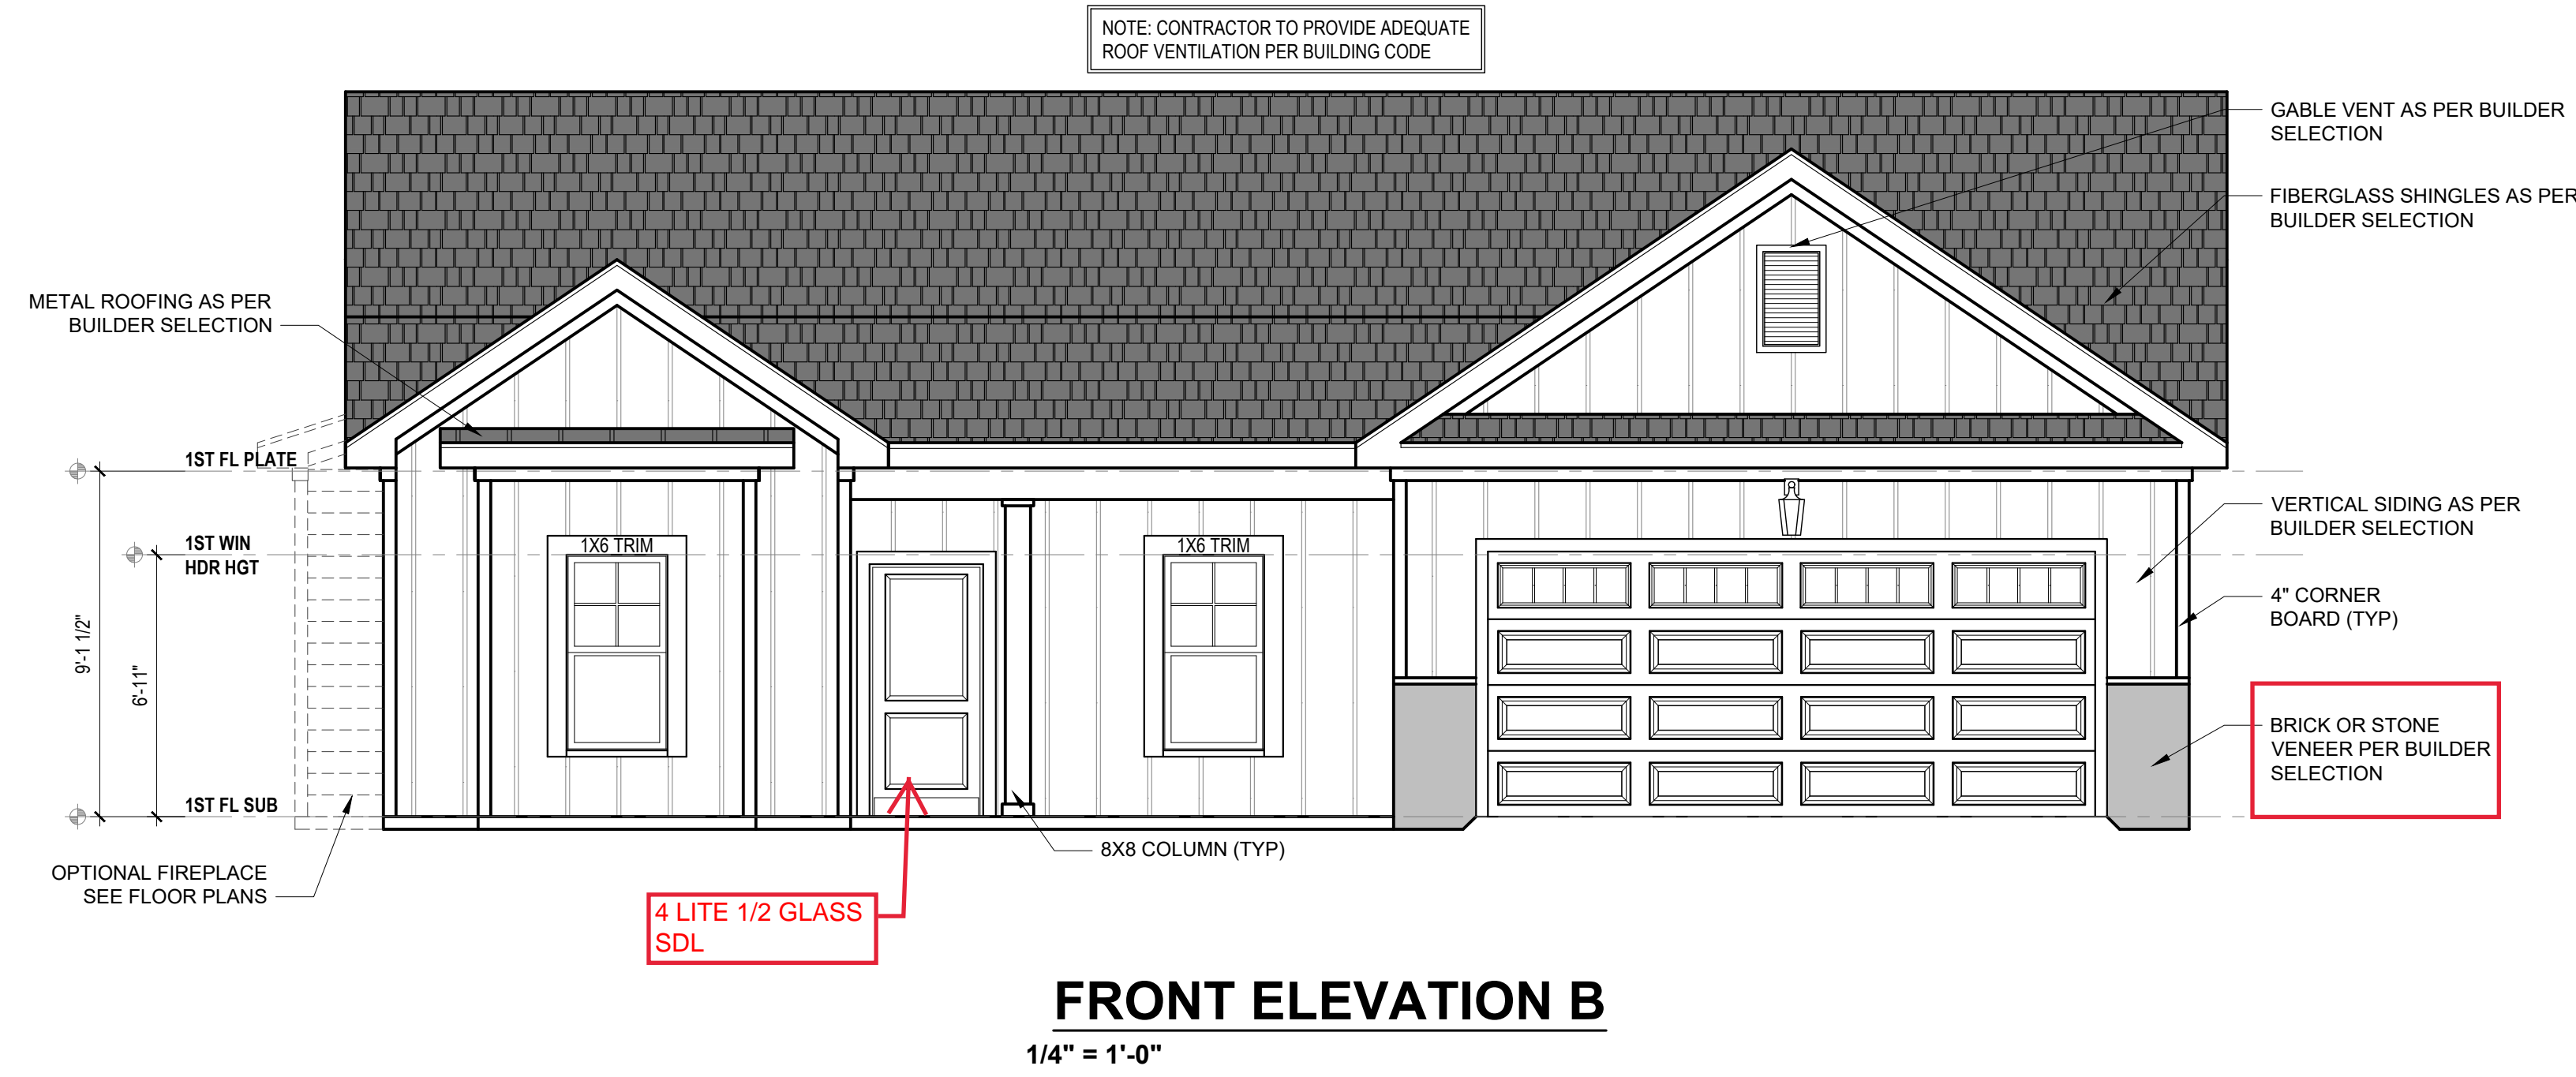 NOTE: CONTRACTOR TO PROVIDE ADEQUATE
ROOF VENTILATION PER BUILDING CODE
GABLE VENT AS PER BUILDER
SELECTION
FIBERGLASS SHINGLES AS PER
BUILDER SELECTION
METAL ROOFING AS PER
BUILDER SELECTION
1ST FL PLATE
1ST WIN
HDR HGT
9'-1 1/2"
6'-11"
1ST FL SUB
1X6 TRIM
1X6 TRIM
VERTICAL SIDING AS PER
BUILDER SELECTION
4" CORNER
BOARD (TYP)
BRICK OR STONE
VENEER PER BUILDER
SELECTION
OPTIONAL FIREPLACE
SEE FLOOR PLANS
8X8 COLUMN (TYP)
4 LITE 1/2 GLASS
SDL
FRONT ELEVATION B
1/4" = 1'-0"